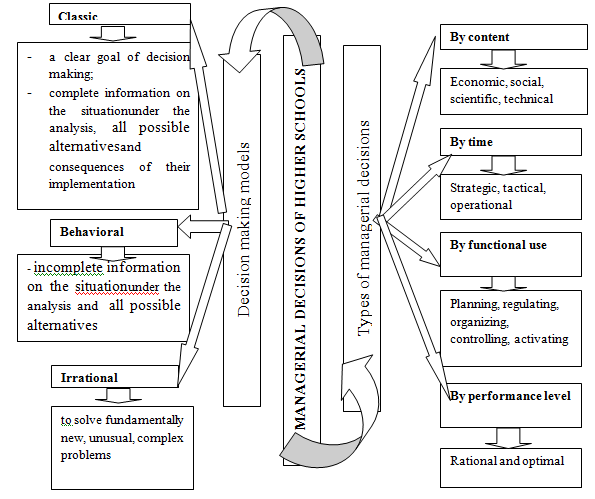 Classic
- a clear goal of decision
making;
- complete information on
the situationunder the
analysis, all possible
alternativesand
consequences of their
implementation
Behavioral
- incomplete information
on the situationunder the
analysis and all possible
alternatives
Irrational
to solve fundamentally
new, unusual, complex
problems
Decision making models
MANAGERIAL DECISIONS OF HIGHER SCHOOLS
Types of managerial decisions
By content
Economic, social,
scientific, technical
By time
Strategic, tactical,
operational
By functional use
Planning, regulating,
organizing,
controlling, activating
By performance level
Rational and optimal